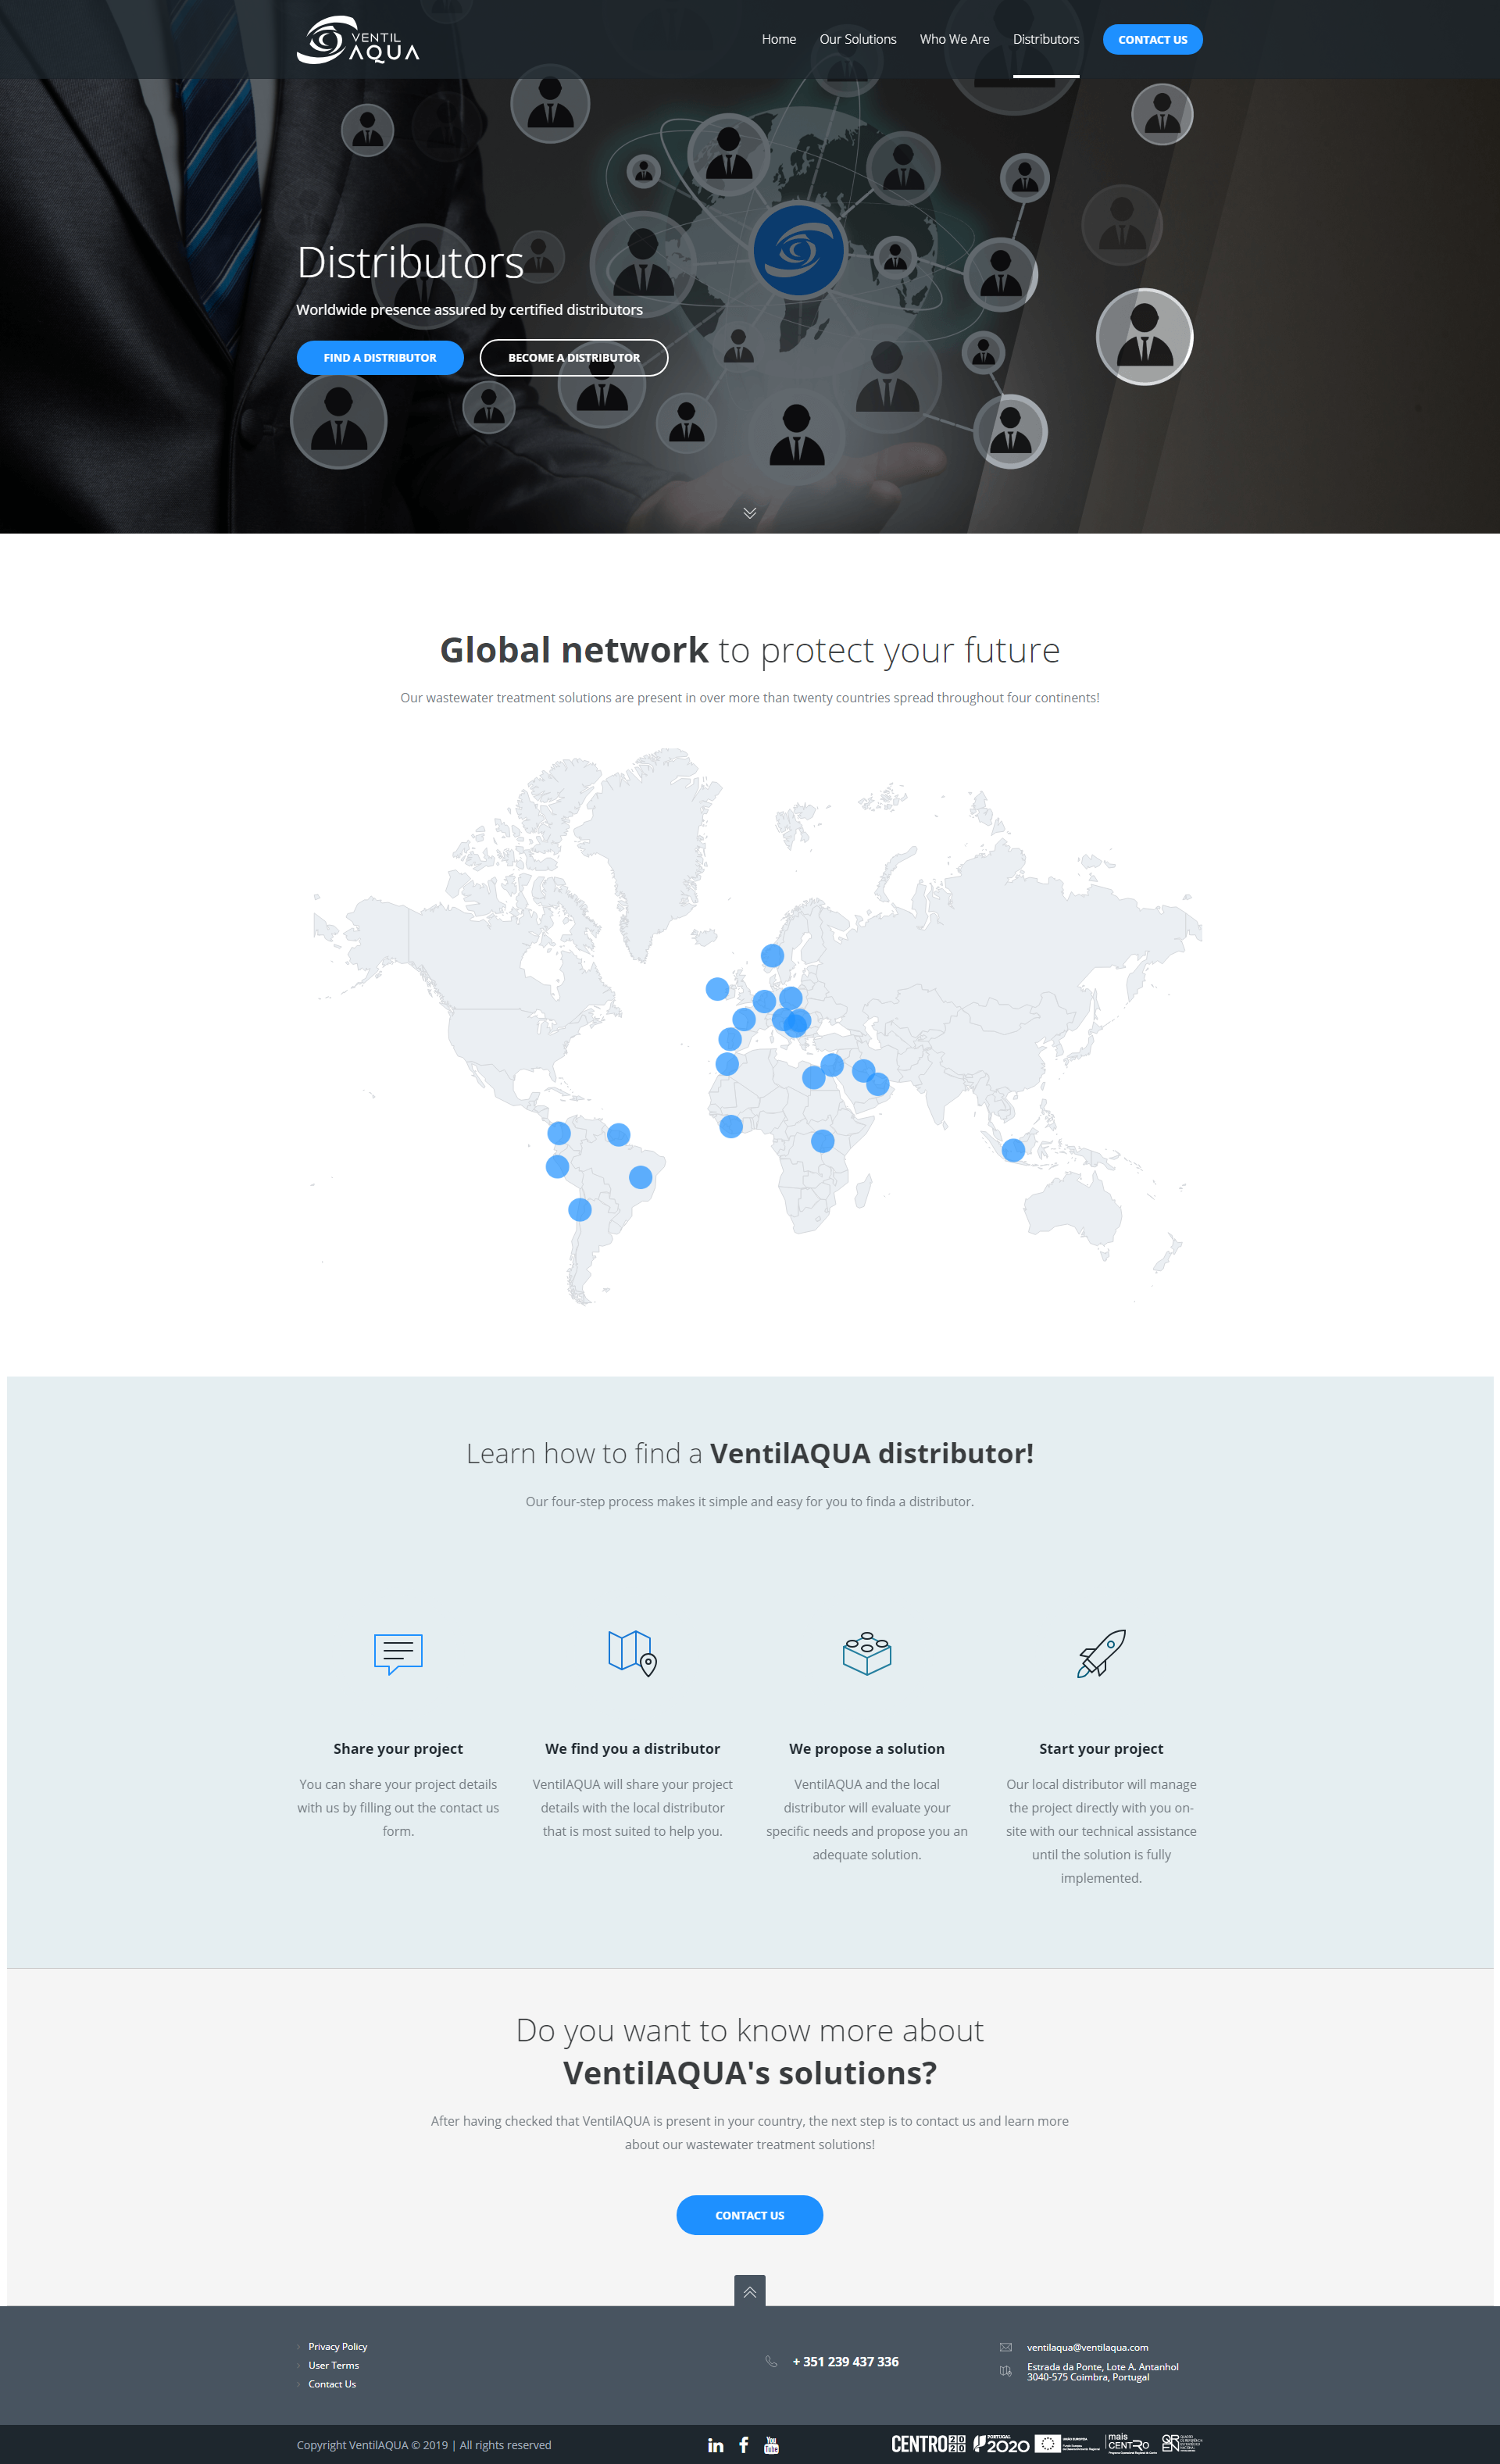 VENTIL
AQUA
Home
Our Solutions
Who We Are
Distributors
CONTACT US
Distributors
Worldwide presence assured by certified distributors
FIND A DISTRIBUTOR
BECOME A DISTRIBUTOR
Global network to protect your future
Our wastewater treatment solutions are present in over more than twenty countries spread throughout four continents!
Learn how to find a VentilAQUA distributor!
Our four-step process makes it simple and easy for you to finda a distributor.
Share your project
You can share your project details
with us by filling out the contact us
form.
We find you a distributor
VentilAQUA will share your project
details with the local distributor
that is most suited to help you.
We propose a solution
VentilAQUA and the local
distributor will evaluate your
specific needs and propose you an
adequate solution.
Start your project
Our local distributor will manage
the project directly with you on-
site with our technical assistance
until the solution is fully
implemented.
Do you want to know more about
VentilAQUA's solutions?
After having checked that VentilAQUA is present in your country, the next step is to contact us and learn more
about our wastewater treatment solutions!
CONTACT US
Privacy Policy
User Terms
Contact Us
+ 351 239 437 336
ventilaqua@ventilaqua.com
Estrada da Ponte, Lote A. Antanhol
3040-575 Coimbra, Portugal
Copyright VentilAQUA © 2019 | All rights reserved
in
f
You
Tube
CENTRO 2020
PORTUGAL
2020
mais
CENTRO